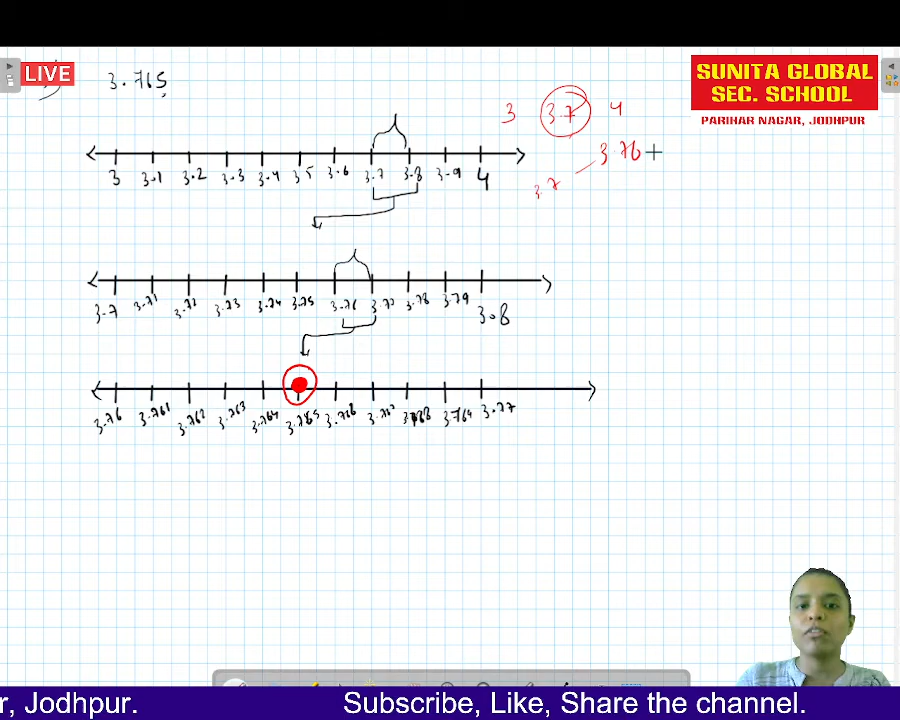 LIVE
3.765
SUNITA GLOBAL
SEC. SCHOOL
PARIHAR NAGAR, JODHPUR
3 3.7 4
3.76
3.7
3 3.1 3.2 3.3 3.4 3.5 3.6 3.7 3.8 3.9 4
3.7 3.71 3.72 3.73 3.74 3.75 3.76 3.77 3.78 3.79 3.8
3.76 3.761 3.762 3.763 3.764 3.765 3.766 3.767 3.768 3.769 3.77
r, Jodhpur. Subscribe, Like, Share the channel.